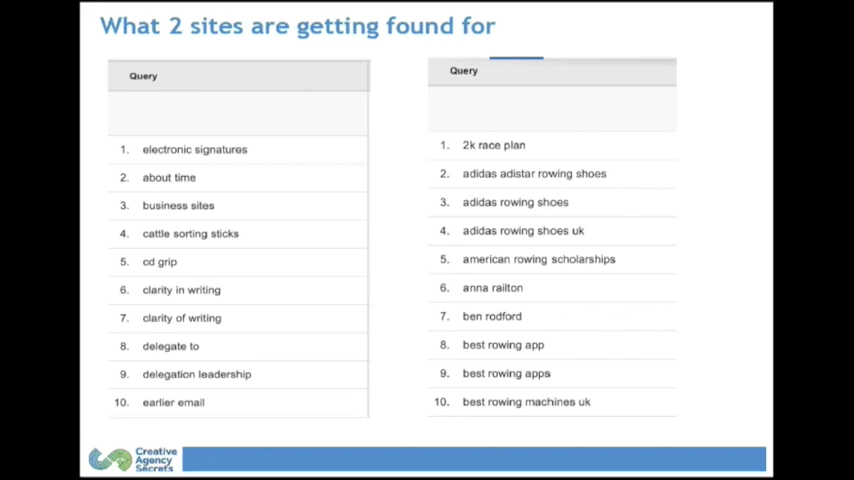 What 2 sites are getting found for
Query
1. electronic signatures
2. about time
3. business sites
4. cattle sorting sticks
5. cd grip
6. clarity in writing
7. clarity of writing
8. delegate to
9. delegation leadership
10. earlier email
Query
1. 2k race plan
2. adidas adistar rowing shoes
3. adidas rowing shoes
4. adidas rowing shoes uk
5. american rowing scholarships
6. anna railton
7. ben rodford
8. best rowing app
9. best rowing apps
10. best rowing machines uk
Creative
Agency
Secrets